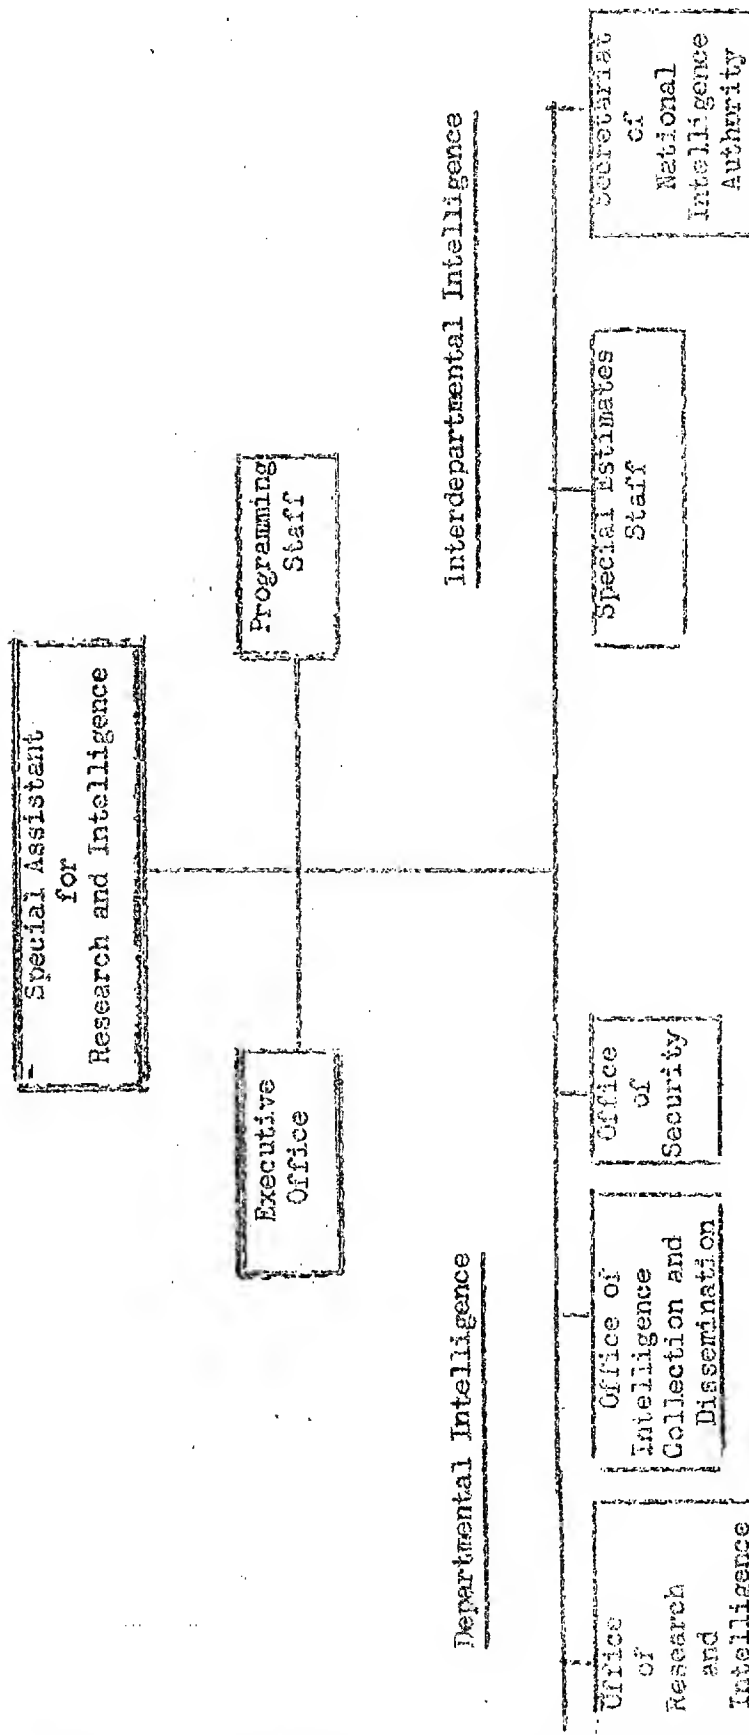 Special Assistant
for
Research and Intelligence
Executive
Office
Programming
Staff
Departmental Intelligence
Interdepartmental Intelligence
Office
of
Research
and
Intelligence
Office of
Intelligence
Collection and
Dissemination
Office
of
Security
Special Estimates
Staff
Secretariat
of
National
Intelligence
Authority